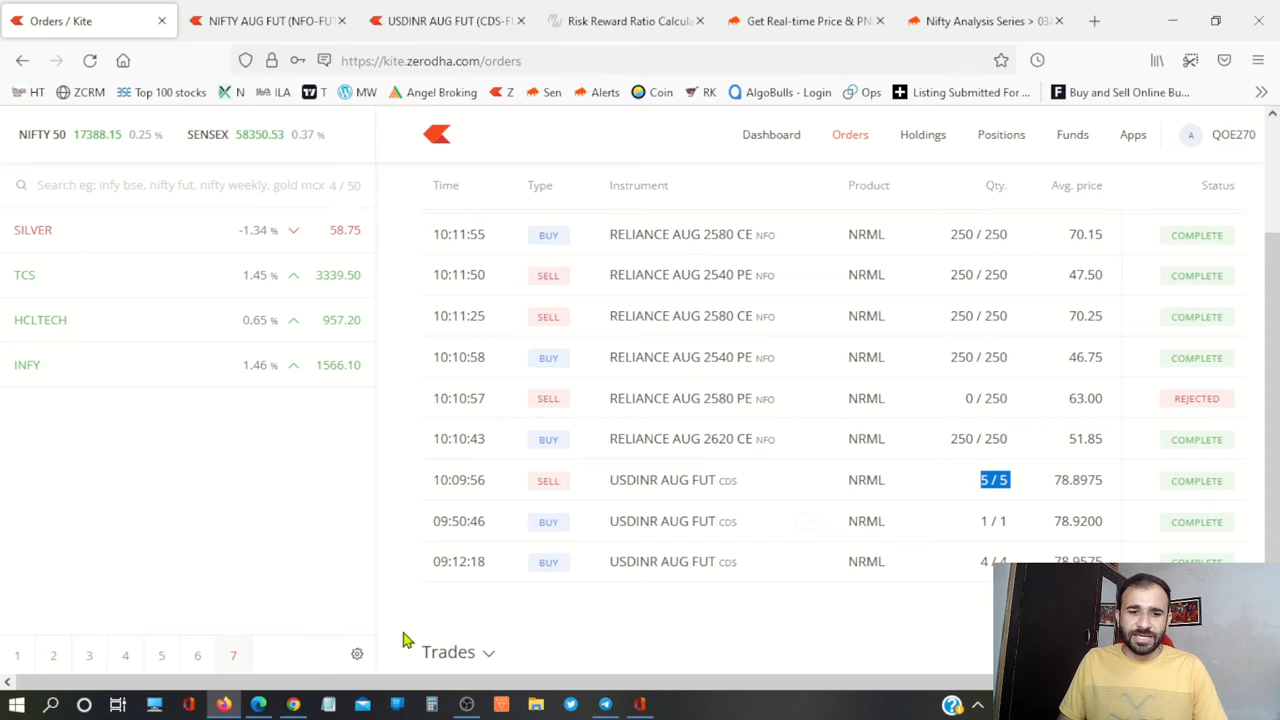 Orders / Kite
NIFTY AUG FUT (NFO-FUT
USDINR AUG FUT (CDS-FUT
Risk Reward Ratio Calcula
Get Real-time Price & PN
Nifty Analysis Series > 03A
https://kite.zerodha.com/orders
HT ZCRM Top 100 stocks N ILA T MW Angel Broking Z Sen Alerts Coin RK AlgoBulls - Login Ops Listing Submitted For ... Buy and Sell Online Bu...
NIFTY 50 17388.15 0.25 % SENSEX 58350.53 0.37 %
Dashboard Orders Holdings Positions Funds Apps A QOE270
Search eg: infy bse, nifty fut, nifty weekly, gold mcx 4 / 50
SILVER -1.34 % 58.75
TCS 1.45 % 3339.50
HCLTECH 0.65 % 957.20
INFY 1.46 % 1566.10
1 2 3 4 5 6 7
Time Type Instrument Product Qty. Avg. price Status
10:11:55 BUY RELIANCE AUG 2580 CE NFO NRML 250 / 250 70.15 COMPLETE
10:11:50 SELL RELIANCE AUG 2540 PE NFO NRML 250 / 250 47.50 COMPLETE
10:11:25 SELL RELIANCE AUG 2580 CE NFO NRML 250 / 250 70.25 COMPLETE
10:10:58 BUY RELIANCE AUG 2540 PE NFO NRML 250 / 250 46.75 COMPLETE
10:10:57 SELL RELIANCE AUG 2580 PE NFO NRML 0 / 250 63.00 REJECTED
10:10:43 BUY RELIANCE AUG 2620 CE NFO NRML 250 / 250 51.85 COMPLETE
10:09:56 SELL USDINR AUG FUT CDS NRML 5 / 5 78.8975 COMPLETE
09:50:46 BUY USDINR AUG FUT CDS NRML 1 / 1 78.9200 COMPLETE
09:12:18 BUY USDINR AUG FUT CDS NRML 4 / 4 78.9575 COMPLETE
Trades